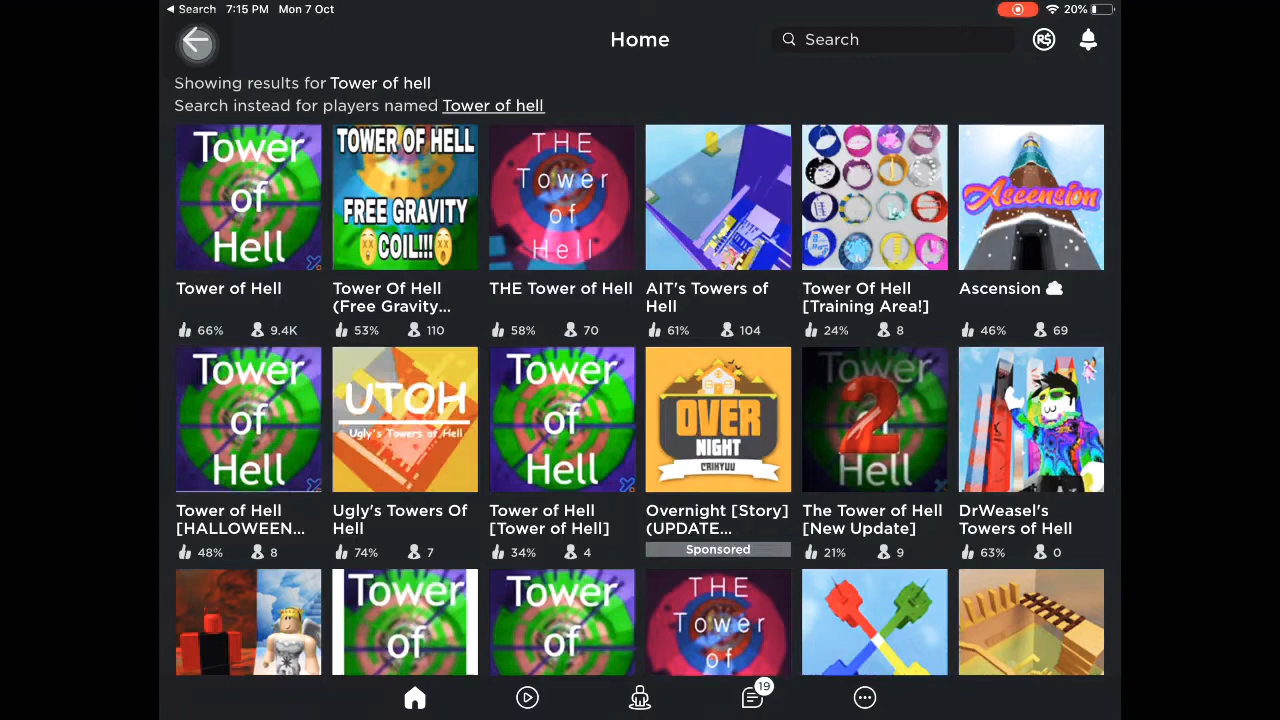 Search 7:15 PM Mon 7 Oct 20%
Home
Search
R$
Showing results for Tower of hell
Search instead for players named Tower of hell
Tower
of
Hell
TOWER OF HELL
FREE GRAVITY
COIL!!!
THE
Tower
of
Hell
Ascension
Tower of Hell
Tower Of Hell
(Free Gravity...
THE Tower of Hell
AIT's Towers of
Hell
Tower Of Hell
[Training Area!]
Ascension
66% 9.4K
53% 110
58% 70
61% 104
24% 8
46% 69
Tower
of
Hell
UTOH
Ugly's Towers of Hell
Tower
of
Hell
OVER
NIGHT
CRIKYUU
Tower
2
Hell
Tower of Hell
[HALLOWEEN...
Ugly's Towers Of
Hell
Tower of Hell
[Tower of Hell]
Overnight [Story]
(UPDATE...
Sponsored
The Tower of Hell
[New Update]
DrWeasel's
Towers of Hell
48% 8
74% 7
34% 4
21% 9
63% 0
Tower
of
Tower
of
THE
Tower
of
19